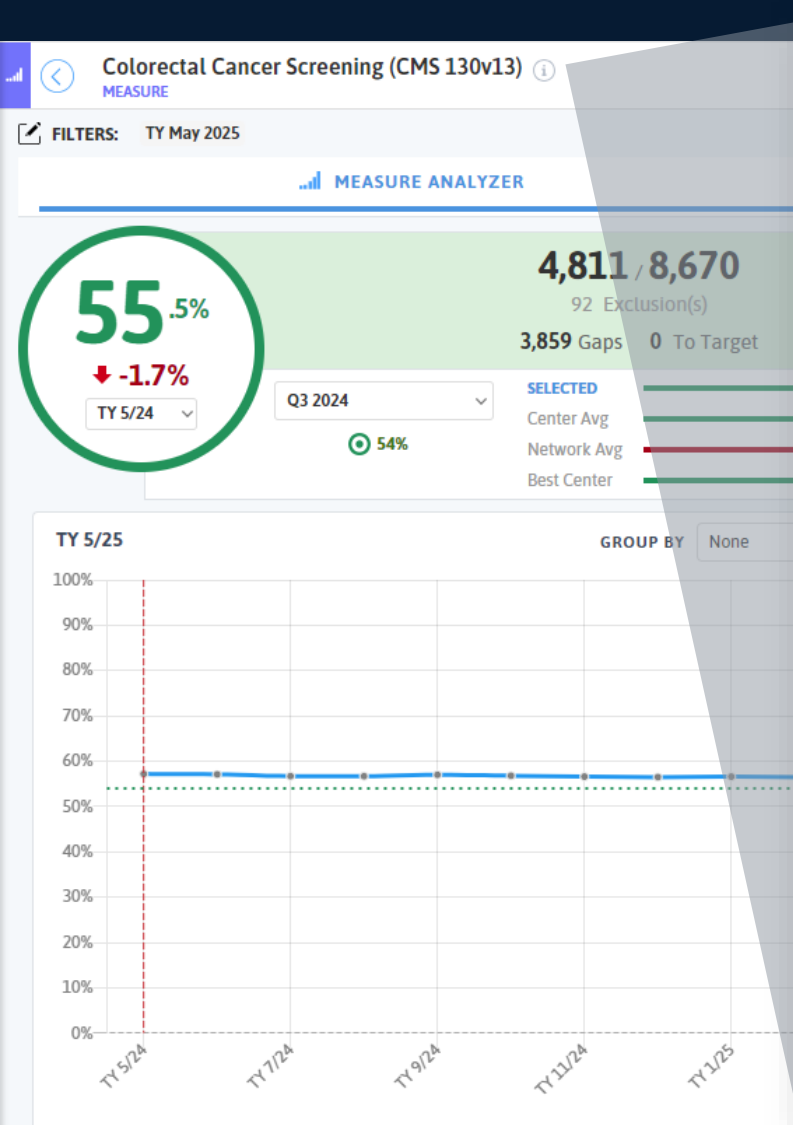 Colorectal Cancer Screening (CMS 130v13)
MEASURE
FILTERS: TY May 2025
MEASURE ANALYZER
55.5%
-1.7%
TY 5/24
4,811 / 8,670
92 Exclusion(s)
3,859 Gaps 0 To Target
Q3 2024
54%
SELECTED
Center Avg
Network Avg
Best Center
TY 5/25
GROUP BY None
100%
90%
80%
70%
60%
50%
40%
30%
20%
10%
0%
TY 5/24
TY 7/24
TY 9/24
TY 11/24
TY 1/25